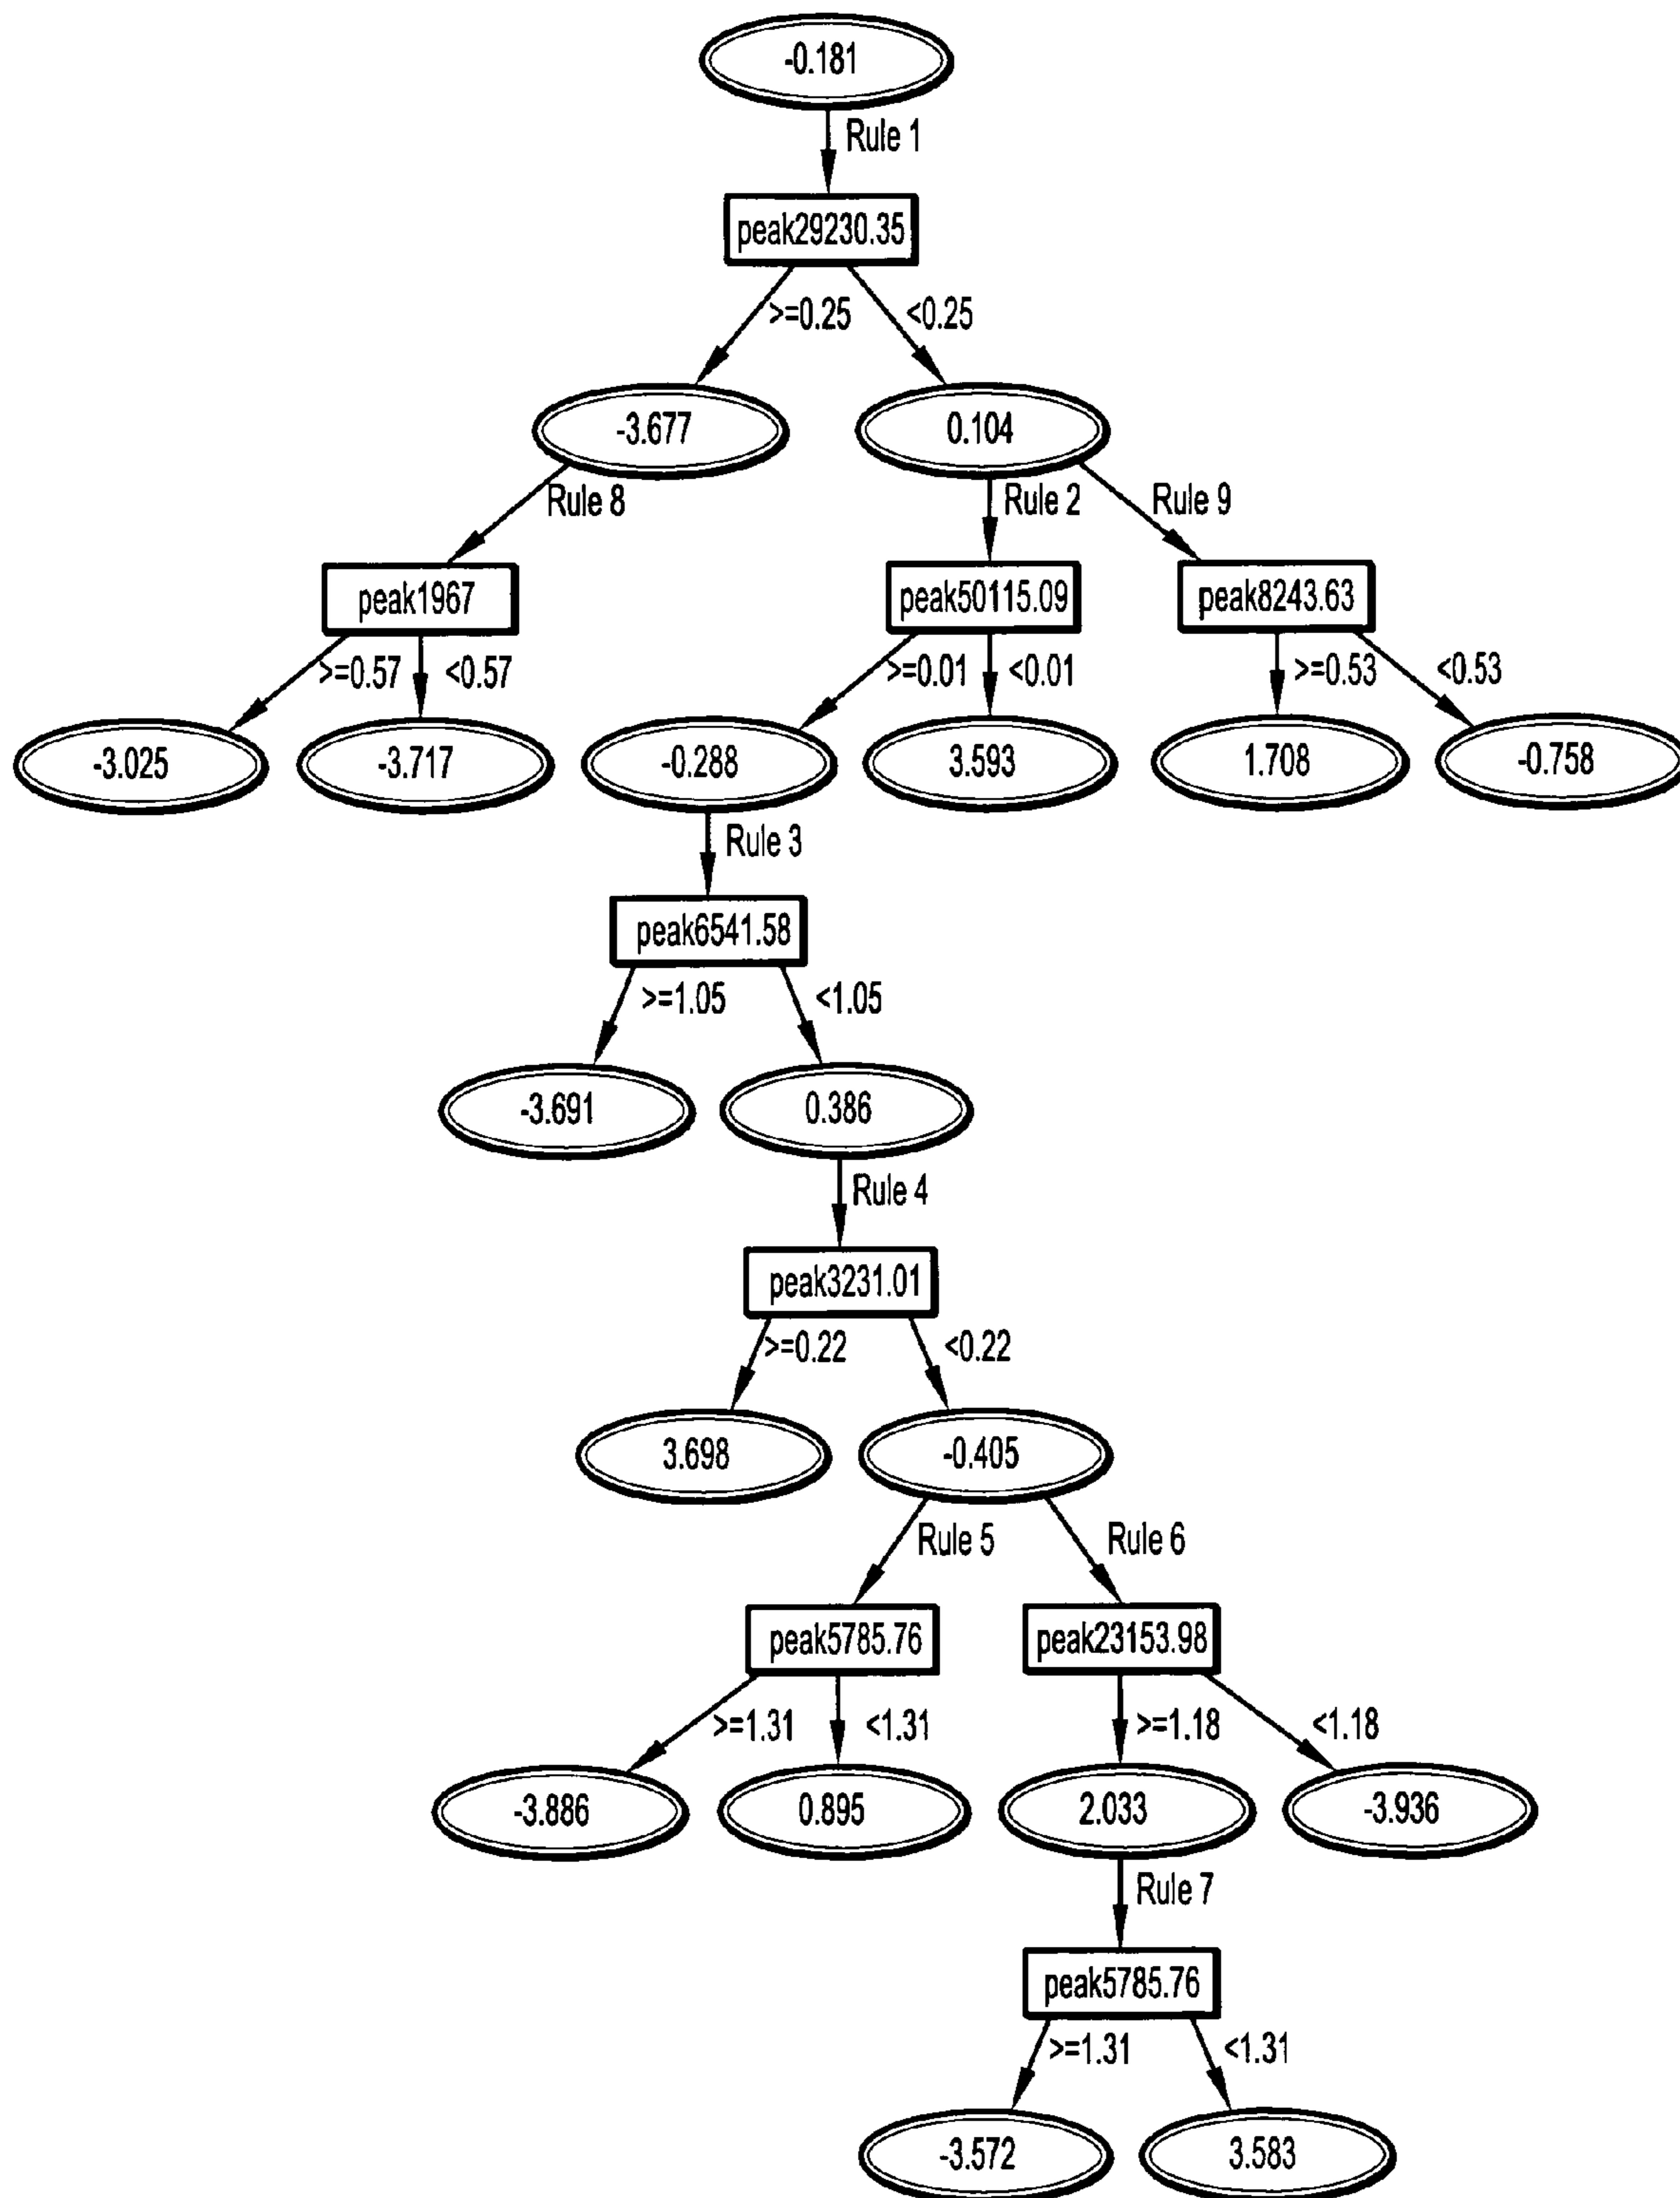 -0.181
Rule 1
peak29230.35
>=0.25
<0.25
-3.677
0.104
Rule 8
Rule 2
Rule 9
peak1967
peak50115.09
peak8243.63
>=0.57
<0.57
>=0.01
<0.01
>=0.53
<0.53
-3.025
-3.717
-0.288
3.593
1.708
-0.758
Rule 3
peak6541.58
>=1.05
<1.05
-3.691
0.386
Rule 4
peak3231.01
>=0.22
<0.22
3.698
-0.405
Rule 5
Rule 6
peak5785.76
peak23153.98
>=1.31
<1.31
>=1.18
<1.18
-3.886
0.895
2.033
-3.936
Rule 7
peak5785.76
>=1.31
<1.31
-3.572
3.583